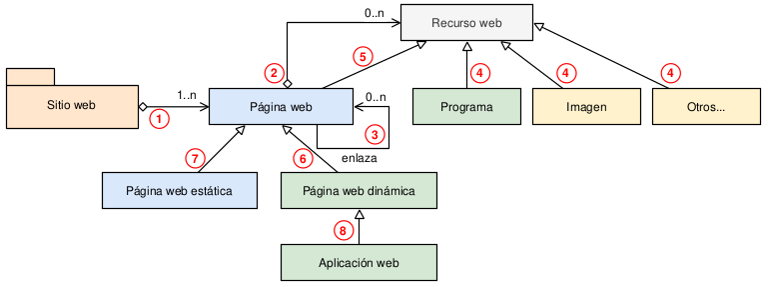 0..n
Recurso web
5
2
4
4
4
Sitio web
1..n
1
Página web
0..n
3
enlaza
Programa
Imagen
Otros...
7
6
Página web estática
Página web dinámica
8
Aplicación web